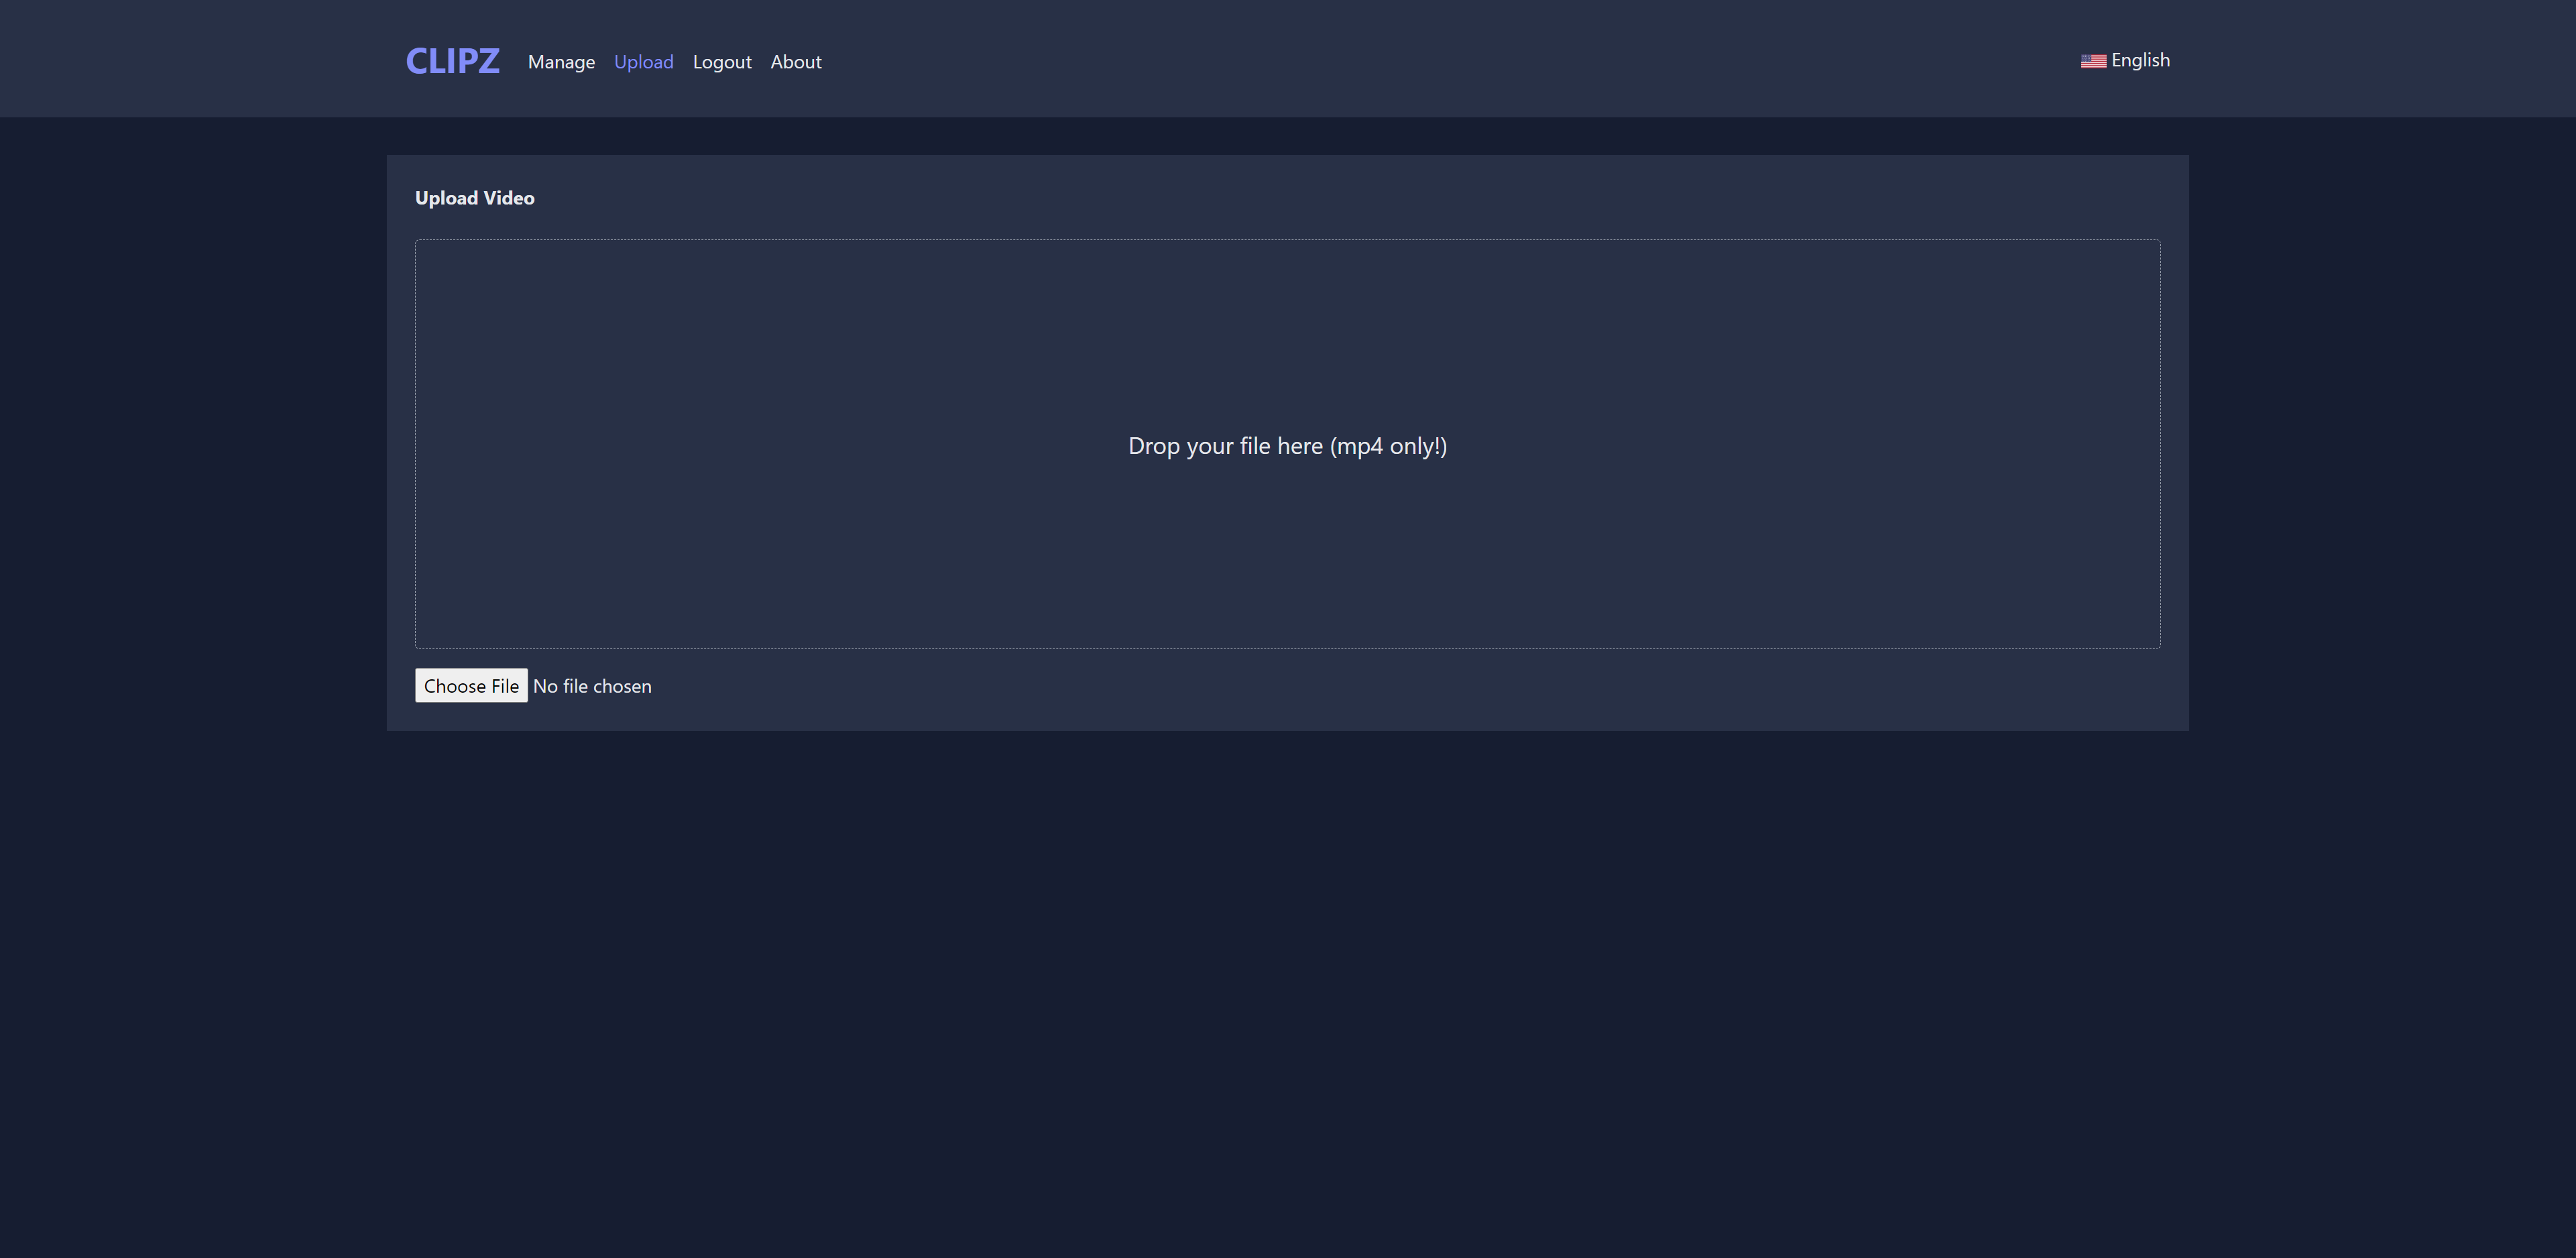 CLIPZ Manage Upload Logout About English
Upload Video
Drop your file here (mp4 only!)
Choose File No file chosen